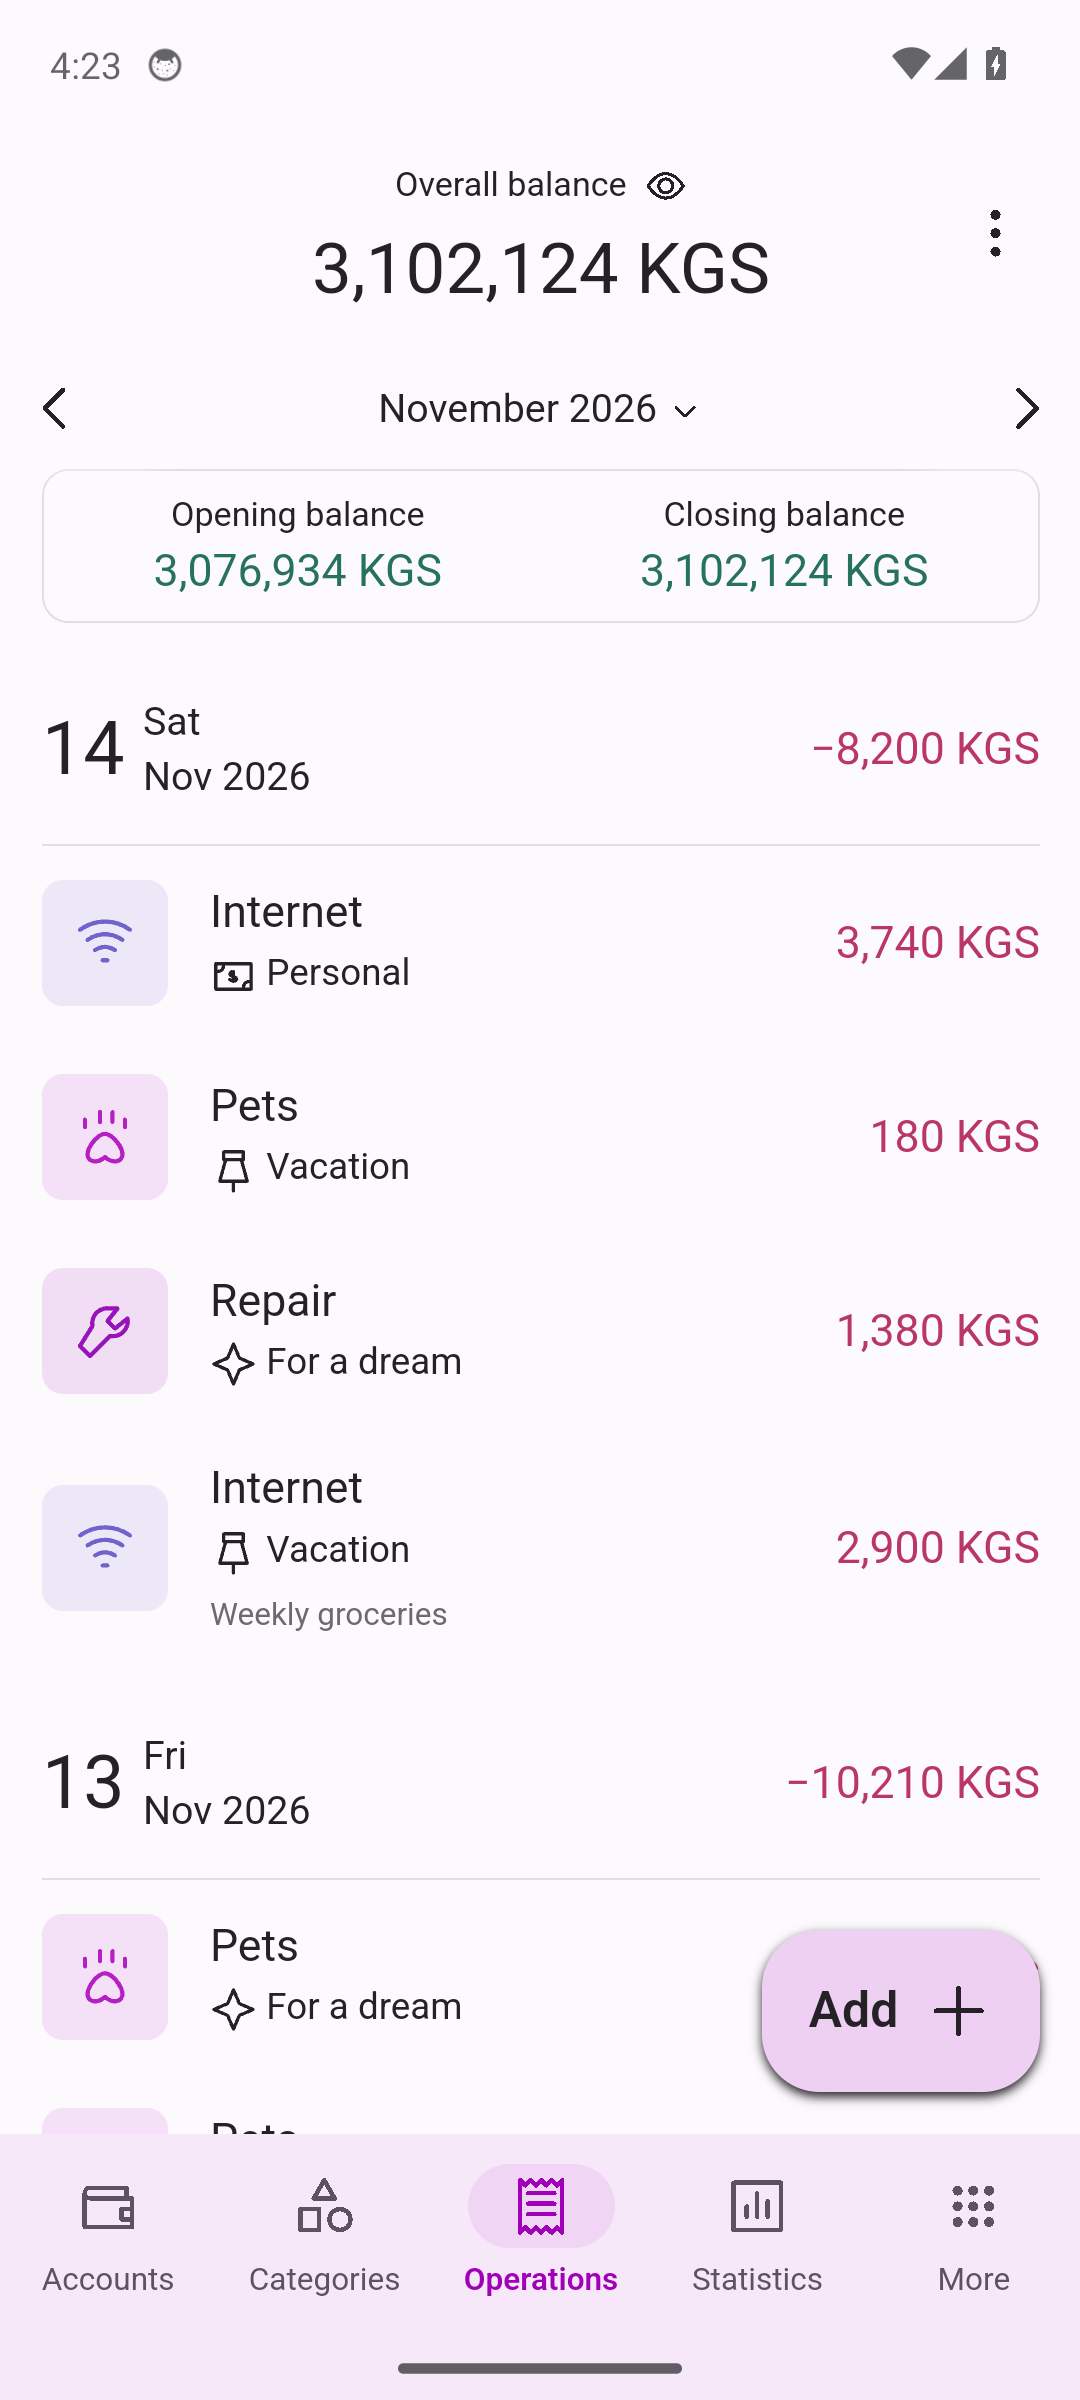 4:23
Overall balance
3,102,124 KGS
November 2026
Opening balance
3,076,934 KGS
Closing balance
3,102,124 KGS
14
Sat
Nov 2026
−8,200 KGS
Internet
Personal
3,740 KGS
Pets
Vacation
180 KGS
Repair
For a dream
1,380 KGS
Internet
Vacation
Weekly groceries
2,900 KGS
13
Fri
Nov 2026
−10,210 KGS
Pets
For a dream
Add
Pets
Accounts
Categories
Operations
Statistics
More